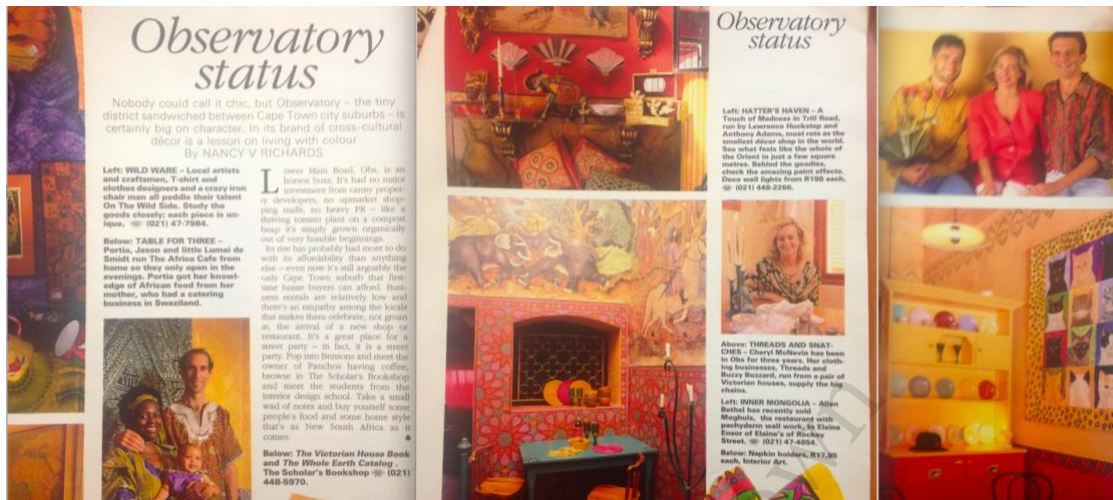 Observatory
status
Nobody could call it chic, but Observatory – the tiny
district sandwiched between Cape Town city suburbs – is
certainly big on character. In its brand of cross-cultural
décor is a lesson on living with colour
By NANCY V RICHARDS
Left: WILD WARE – Local artists
and craftsman, T-shirt and
clothes designers and a crazy iron
chair man all peddle their talent
On The Wild Side. Study the
goods closely; each piece is un-
ique. ☏ (021) 47-7984.
Below: TABLE FOR THREE –
Portia, Jason and little Lumai de
Smidt run The Africa Cafe from
home so they only open in the
evenings. Portia got her knowl-
edge of African food from her
mother, who had a catering
business in Swaziland.
Lower Main Road, Obs, is an
honest buzz. It's had no major
investment from canny proper-
ty developers, no upmarket shop-
ping malls, no heavy PR – like a
thriving tomato plant on a compost
heap it's simply grown organically
out of very humble beginnings.
Its rise has probably had more to do
with its affordability than anything
else – even now it's still arguably the
only Cape Town suburb that first-
time home buyers can afford. Busi-
ness rentals are relatively low and
there's an empathy among the locals
that makes them celebrate, not groan
at, the arrival of a new shop or
restaurant. It's a great place for a
street party – in fact, it is a street
party. Pop into Bensons and meet the
owner of Panchos having coffee,
browse in The Scholar's Bookshop
and meet the students from the
interior design school. Take a small
wad of notes and buy yourself some
people's food and some home style
that's as New South Africa as it
comes.
Below: The Victorian House Book
and The Whole Earth Catalog .
The Scholar's Bookshop ☏ (021)
448-5970.
Observatory
status
Left: HATTER'S HAVEN – A
Touch of Madness in Trill Road,
run by Lawrence Huckstep and
Anthony Adams, must rate as the
smallest décor shop in the world.
See what feels like the whole of
the Orient in just a few square
metres. Behind the goodies,
check the amazing paint effects.
Deco wall lights from R198 each.
☏ (021) 448-2266.
Above: THREADS AND SNAT-
CHES – Cheryl McNevin has been
in Obs for three years. Her cloth-
ing businesses, Threads and
Buzzy Buzzard, run from a pair of
Victorian houses, supply the big
chains.
Left: INNER MONGOLIA – Allen
Bethel has recently sold
Moghuls, the restaurant with
pachyderm wall work, to Elaine
Ensor of Elaine's of Rockey
Street. ☏ (021) 47-4884.
Below: Napkin holders, R17,95
each, Interior Art.